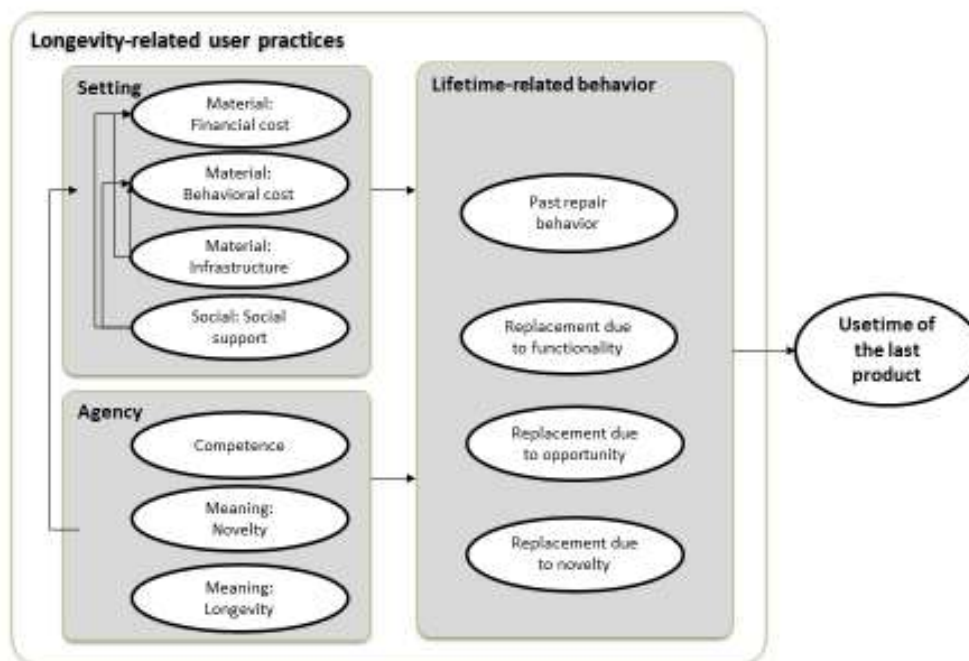 Longevity-related user practices
Setting
Material:
Financial cost
Material:
Behavioral cost
Material:
Infrastructure
Social: Social
support
Agency
Competence
Meaning:
Novelty
Meaning:
Longevity
Lifetime-related behavior
Past repair
behavior
Replacement due
to functionality
Replacement due
to opportunity
Replacement due
to novelty
Usetime of
the last
product